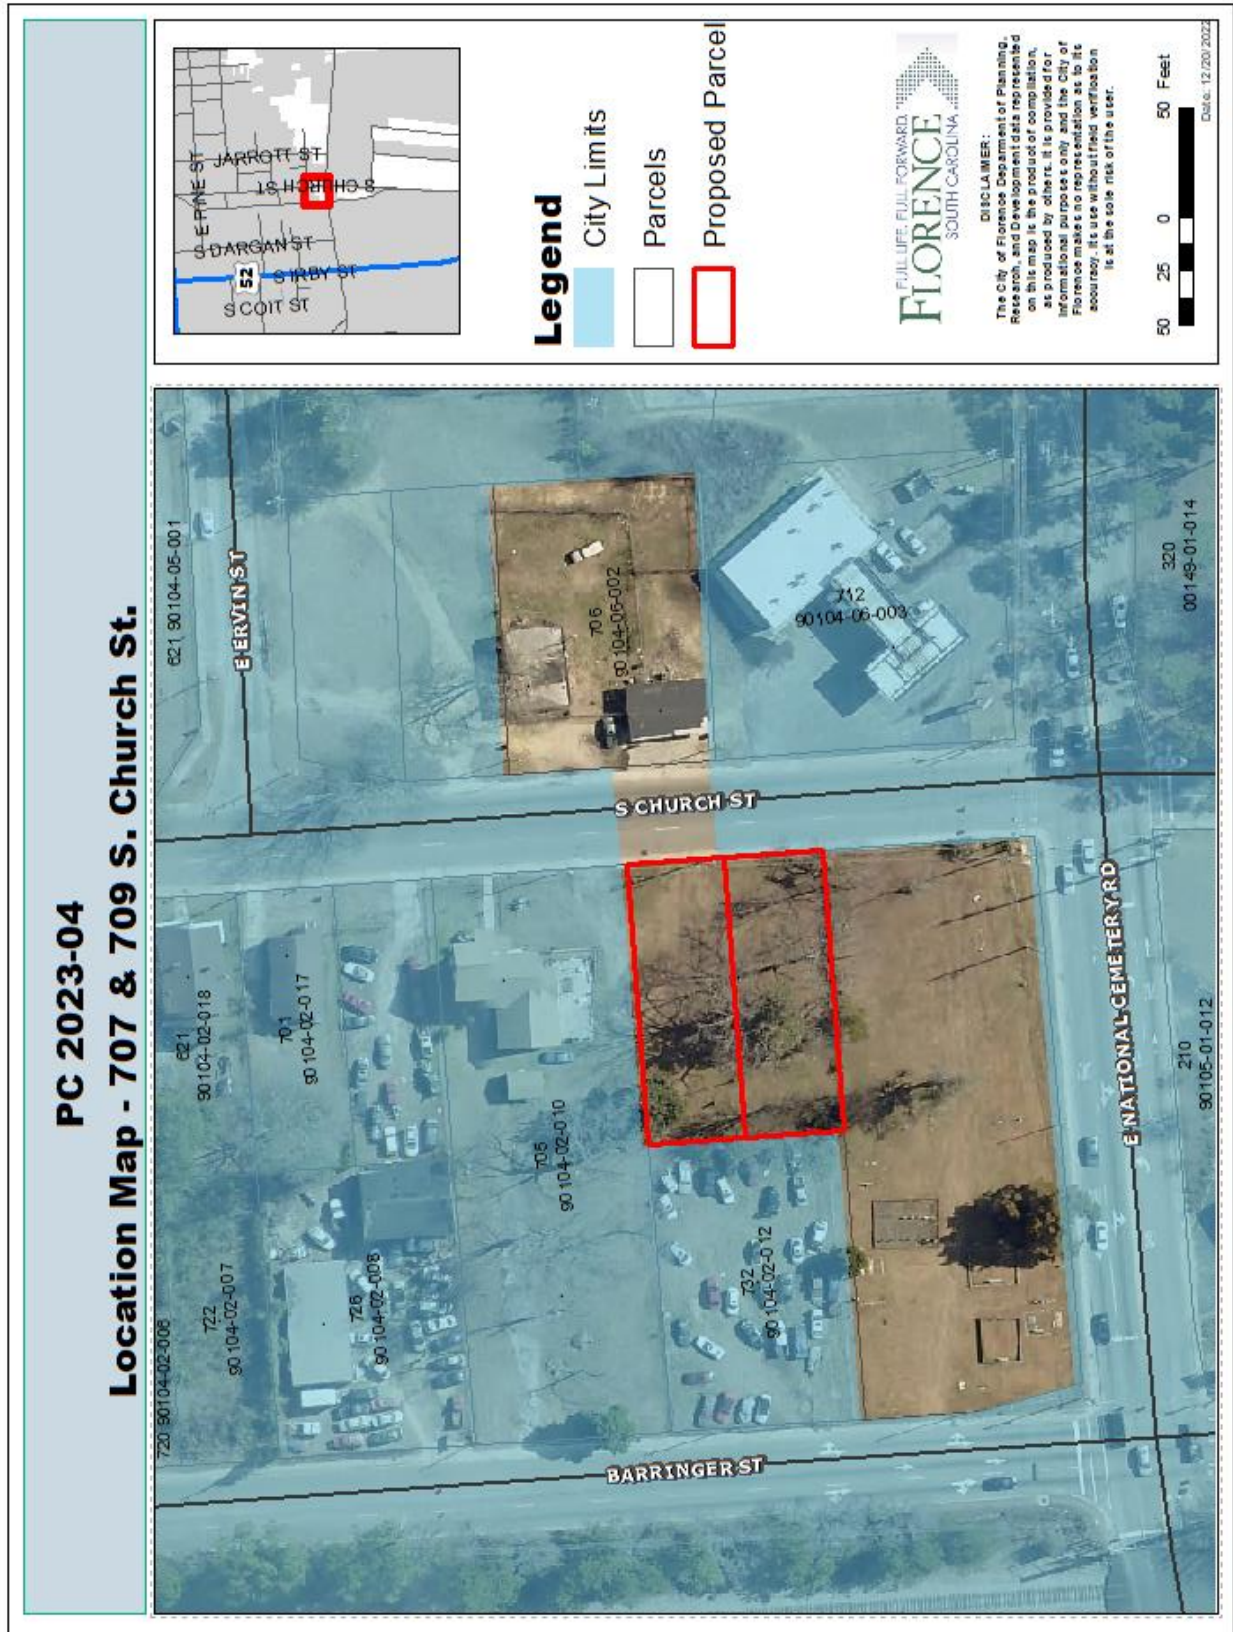 PC 2023-04
Location Map - 707 & 709 S. Church St.
621 90104-05-001
E ERVIN ST
706
90104-06-002
712
90104-06-003
320
00149-01-014
S CHURCH ST
621
90104-02-018
701
90104-02-017
705
90104-02-010
720 90104-02-006
722
90104-02-007
726
90104-02-008
732
90104-02-012
BARRINGER ST
E NATIONAL CEMETERY RD
210
90105-01-012
ERVINE ST
JARROTT ST
S CHURCH ST
S DARGAN ST
S IRBY ST
52
S COIT ST
Legend
City Limits
Parcels
Proposed Parcel
FULL LIFE. FULL FORWARD.
FLORENCE
SOUTH CAROLINA
DISCLAIMER:
The City of Florence Department of Planning,
Research, and Development data represented
on this map is the product of compilation,
as produced by others. It is provided for
informational purposes only and the City of
Florence makes no representation as to its
accuracy. Its use without field verification
is at the sole risk of the user.
50 25 0 50 Feet
Date: 12/20/2022